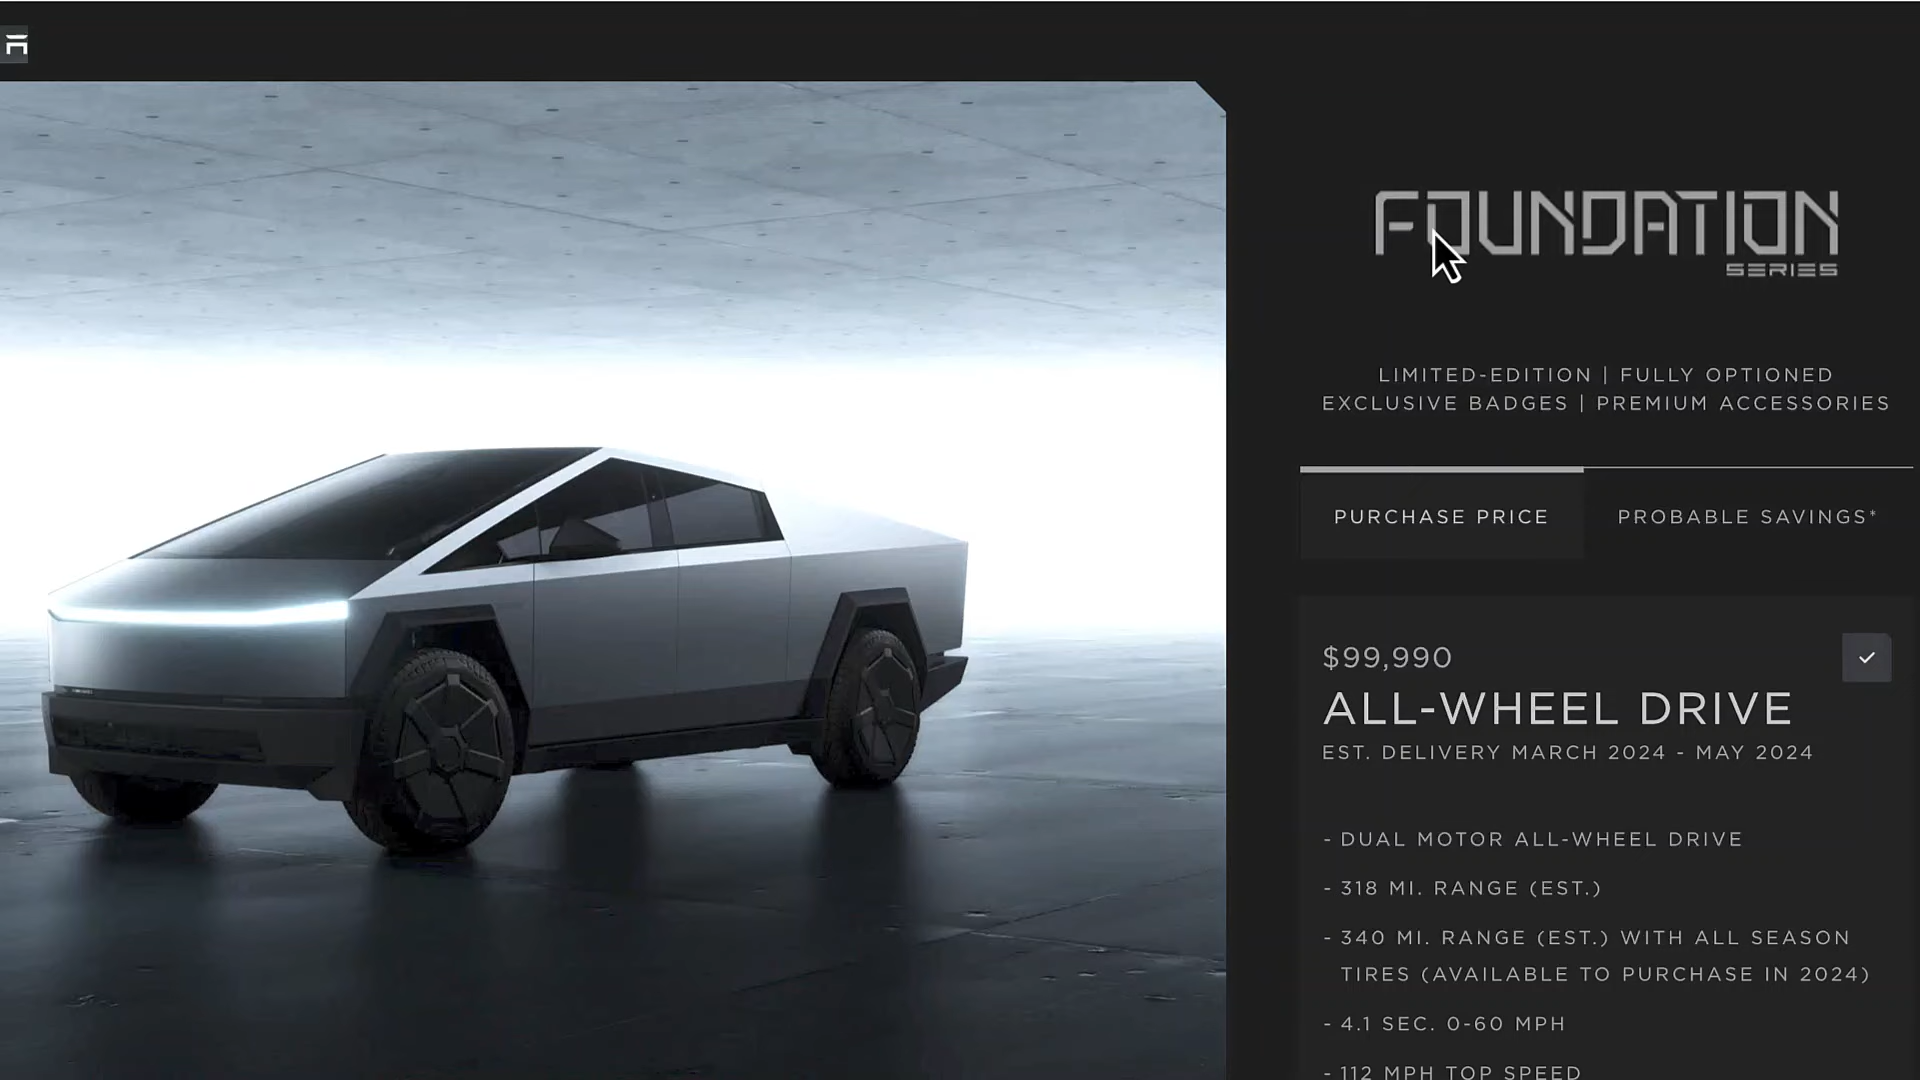 FOUNDATION
SERIES
LIMITED-EDITION | FULLY OPTIONED
EXCLUSIVE BADGES | PREMIUM ACCESSORIES
PURCHASE PRICE
PROBABLE SAVINGS*
$99,990
ALL-WHEEL DRIVE
EST. DELIVERY MARCH 2024 - MAY 2024
- DUAL MOTOR ALL-WHEEL DRIVE
- 318 MI. RANGE (EST.)
- 340 MI. RANGE (EST.) WITH ALL SEASON
TIRES (AVAILABLE TO PURCHASE IN 2024)
- 4.1 SEC. 0-60 MPH
- 112 MPH TOP SPEED